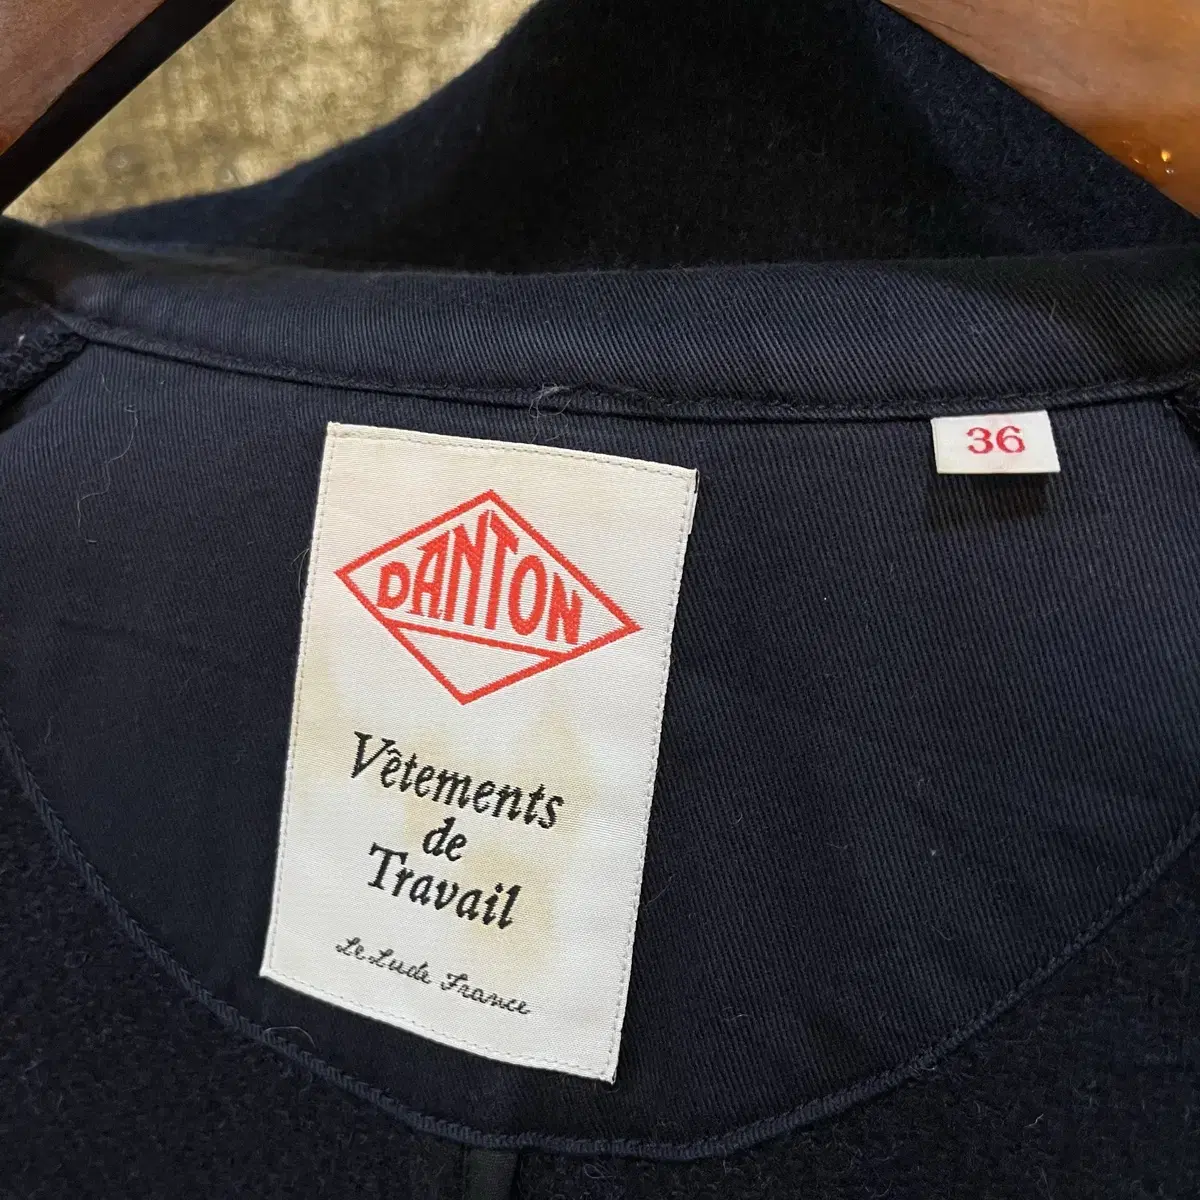 36
DANTON
Vêtements
de
Travail
Le Lude France